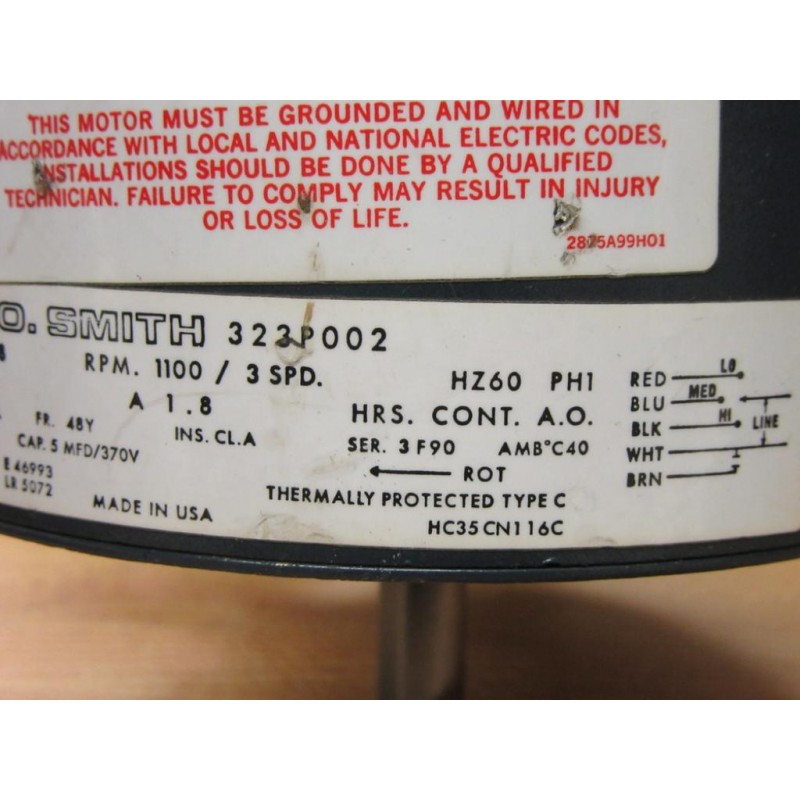 THIS MOTOR MUST BE GROUNDED AND WIRED IN
ACCORDANCE WITH LOCAL AND NATIONAL ELECTRIC CODES,
INSTALLATIONS SHOULD BE DONE BY A QUALIFIED
TECHNICIAN. FAILURE TO COMPLY MAY RESULT IN INJURY
OR LOSS OF LIFE.
2875A99H01
O. SMITH 323P002
RPM. 1100 / 3 SPD.
HZ60 PH1
A 1.8
HRS. CONT. A.O.
FR. 48Y
INS. CL.A
SER. 3F90 AMB°C40
CAP. 5 MFD/370V
ROT
E 46993
LR 5072
THERMALLY PROTECTED TYPE C
MADE IN USA
HC35CN116C
RED LO
BLU MED
BLK HI
LINE
WHT
BRN